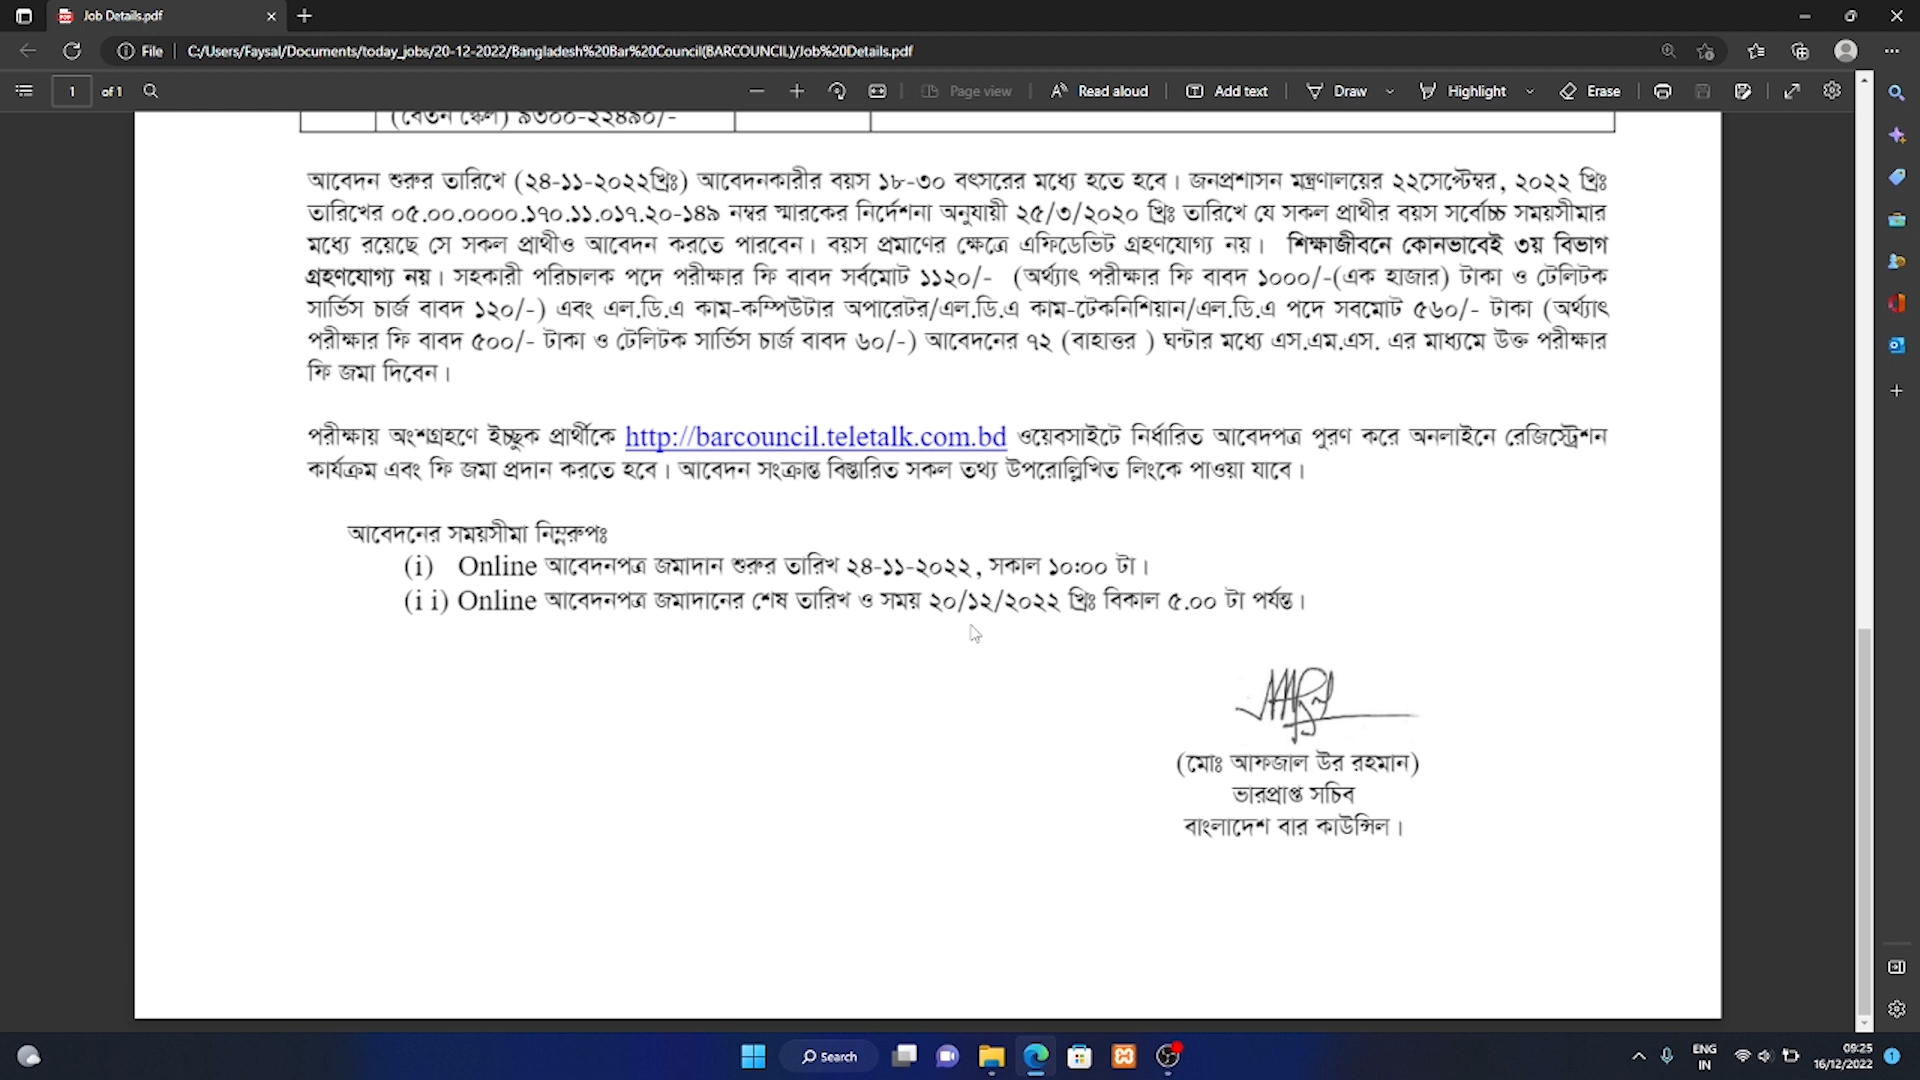 Job Details.pdf
File
C:/Users/Faysal/Documents/today_jobs/20-12-2022/Bangladesh%20Bar%20Council(BARCOUNCIL)/Job%20Details.pdf
1 of 1
Page view
Read aloud
Add text
Draw
Highlight
Erase
(বেতন স্কেল) ৯৩০০-২২৪৯০/-
আবেদন শুরুর তারিখে (২৪-১১-২০২২খ্রিঃ) আবেদনকারীর বয়স ১৮-৩০ বৎসরের মধ্যে হতে হবে। জনপ্রশাসন মন্ত্রণালয়ের ২২সেপ্টেম্বর, ২০২২ খ্রিঃ
তারিখের ০৫.০০.০০০০.১৭০.১১.০১৭.২০-১৪৯ নম্বর স্মারকের নির্দেশনা অনুযায়ী ২৫/৩/২০২০ খ্রিঃ তারিখে যে সকল প্রার্থীর বয়স সর্বোচ্চ সময়সীমার
মধ্যে রয়েছে সে সকল প্রার্থীও আবেদন করতে পারবেন। বয়স প্রমাণের ক্ষেত্রে এফিডেভিট গ্রহণযোগ্য নয়। শিক্ষাজীবনে কোনভাবেই ৩য় বিভাগ
গ্রহণযোগ্য নয়। সহকারী পরিচালক পদে পরীক্ষার ফি বাবদ সর্বমোট ১১২০/- (অর্থ্যাৎ পরীক্ষার ফি বাবদ ১০০০/-(এক হাজার) টাকা ও টেলিটক
সার্ভিস চার্জ বাবদ ১২০/-) এবং এল.ডি.এ কাম-কম্পিউটার অপারেটর/এল.ডি.এ কাম-টেকনিশিয়ান/এল.ডি.এ পদে সবমোট ৫৬০/- টাকা (অর্থ্যাৎ
পরীক্ষার ফি বাবদ ৫০০/- টাকা ও টেলিটক সার্ভিস চার্জ বাবদ ৬০/-) আবেদনের ৭২ (বাহাত্তর ) ঘন্টার মধ্যে এস.এম.এস. এর মাধ্যমে উক্ত পরীক্ষার
ফি জমা দিবেন।
পরীক্ষায় অংশগ্রহণে ইচ্ছুক প্রার্থীকে http://barcouncil.teletalk.com.bd ওয়েবসাইটে নির্ধারিত আবেদপত্র পুরণ করে অনলাইনে রেজিস্ট্রেশন
কার্যক্রম এবং ফি জমা প্রদান করতে হবে। আবেদন সংক্রান্ত বিস্তারিত সকল তথ্য উপরোল্লিখিত লিংকে পাওয়া যাবে।
আবেদনের সময়সীমা নিম্নরুপঃ
(i) Online আবেদনপত্র জমাদান শুরুর তারিখ ২৪-১১-২০২২, সকাল ১০ঃ০০ টা।
(i i) Online আবেদনপত্র জমাদানের শেষ তারিখ ও সময় ২০/১২/২০২২ খ্রিঃ বিকাল ৫.০০ টা পর্যন্ত।
(মোঃ আফজাল উর রহমান)
ভারপ্রাপ্ত সচিব
বাংলাদেশ বার কাউন্সিল।
Search
ENG
IN
09:25
16/12/2022
1